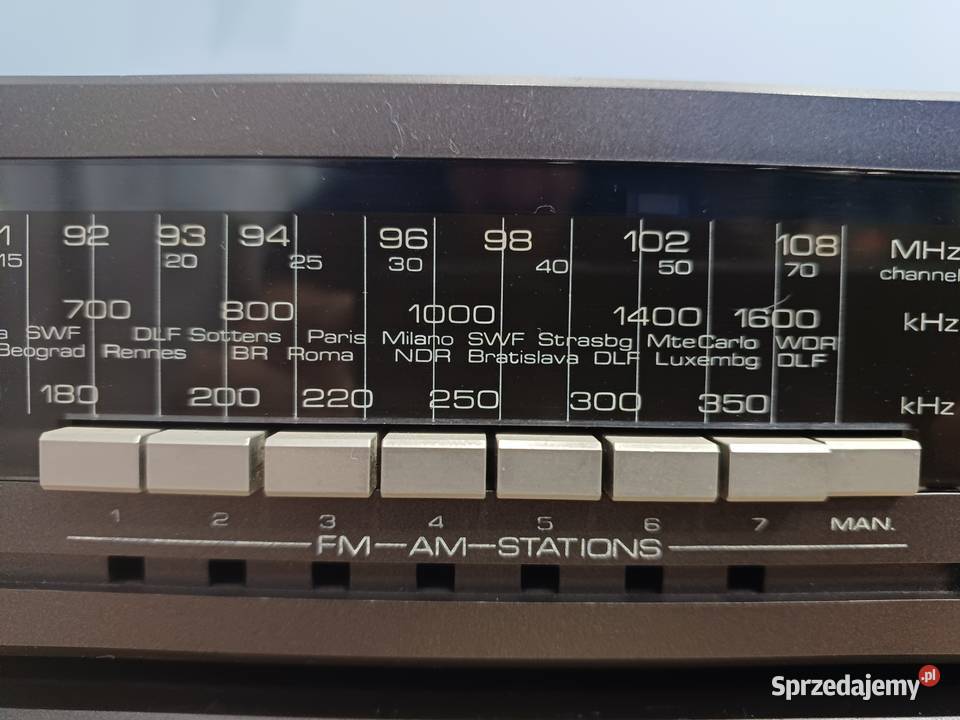 1 92 93 94 96 98 102 108 MHz
15 20 25 30 40 50 70 channel
700 800 1000 1400 1600 kHz
a SWF DLF Sottens Paris Milano SWF Strasbg MteCarlo WDR
Beograd Rennes BR Roma NDR Bratislava DLF Luxembg DLF
180 200 220 250 300 350 kHz
1 2 3 4 5 6 7 MAN.
FM-AM-STATIONS
Sprzedajemy.pl